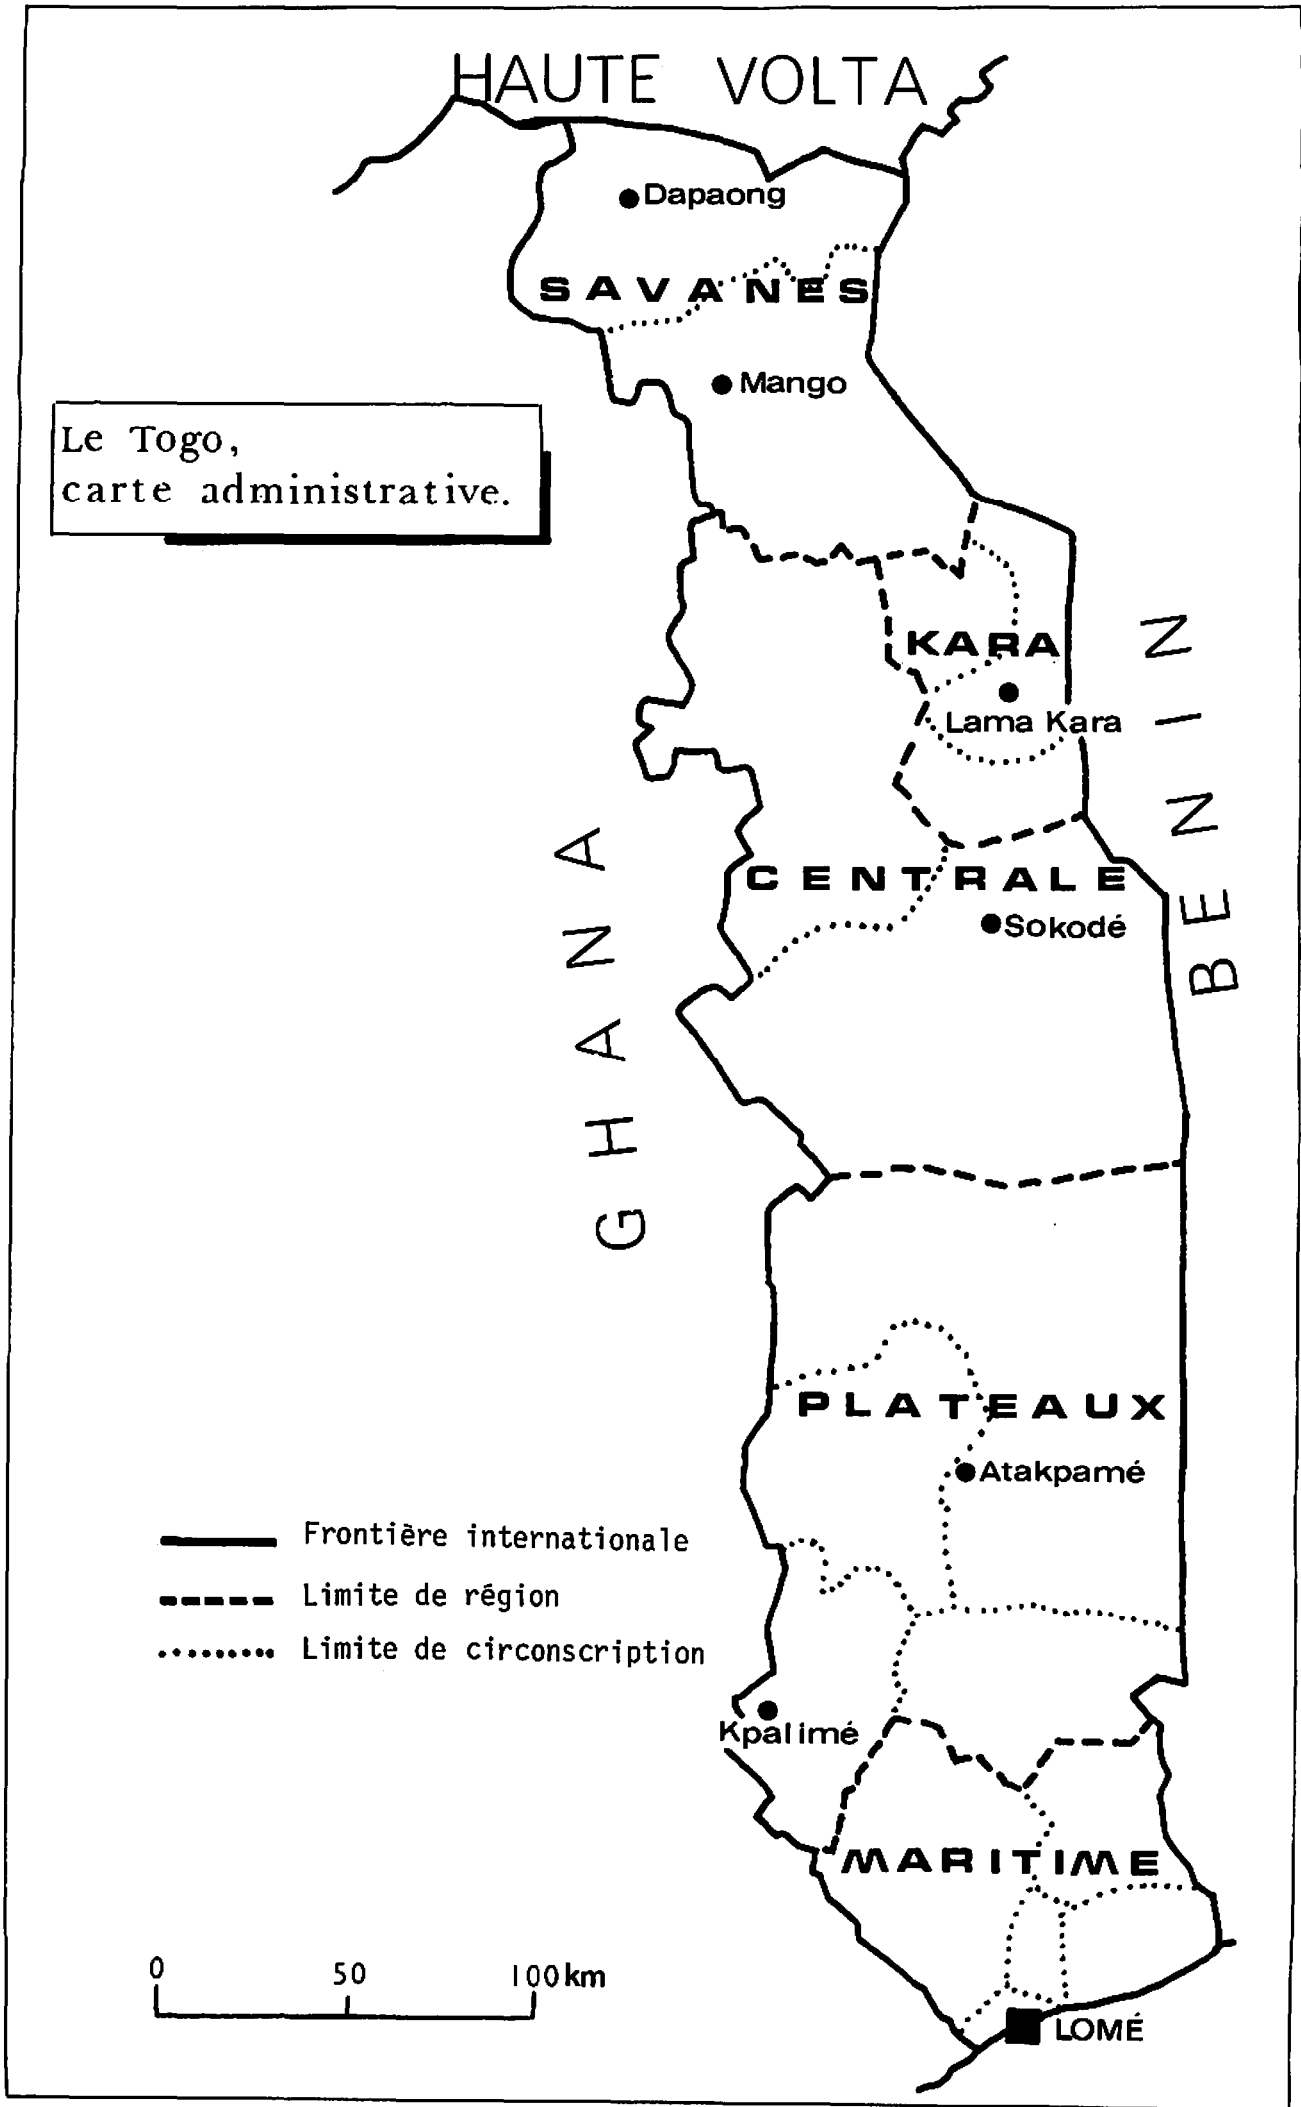 HAUTE VOLTA
Dapaong
SAVANES
Mango
Le Togo,
carte administrative.
KARA
Lama Kara
BENIN
GHANA
CENTRALE
Sokodé
PLATEAUX
Atakpamé
Frontière internationale
Limite de région
Limite de circonscription
Kpalimé
MARITIME
0 50 100km
LOMÉ